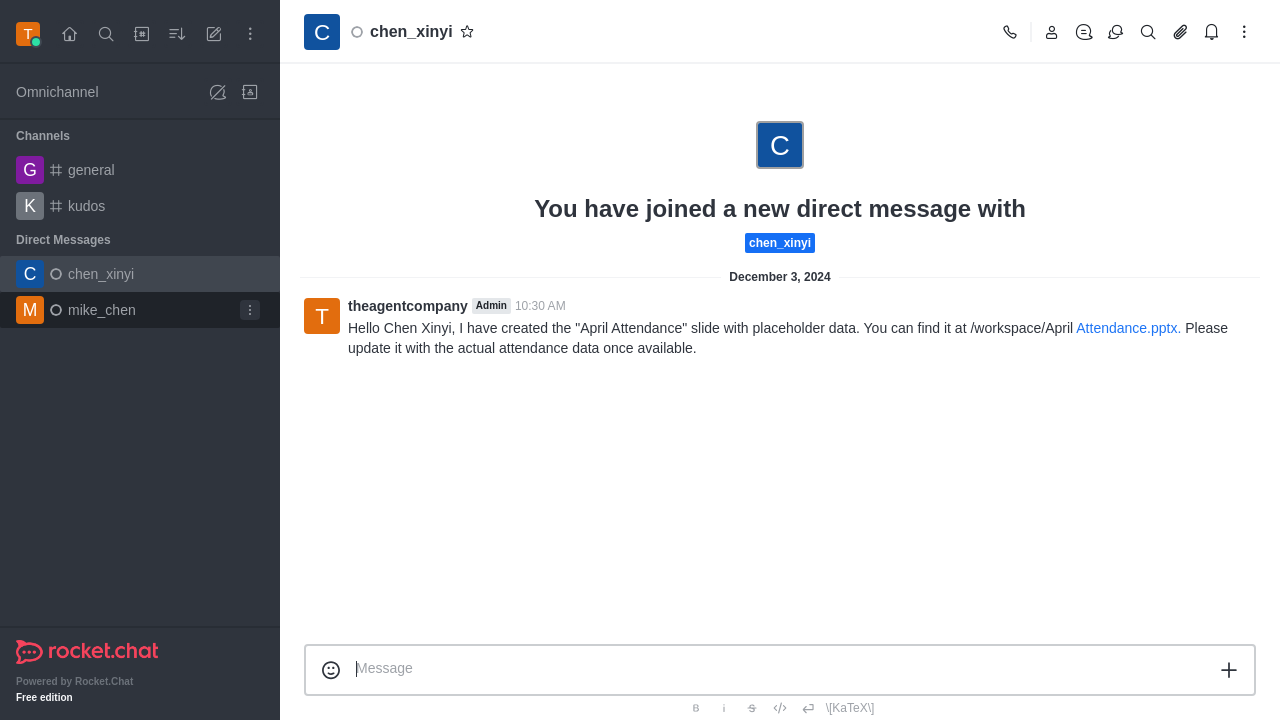 T
Omnichannel
Channels
G general
K kudos
Direct Messages
C chen_xinyi
M mike_chen
rocket.chat
Powered by Rocket.Chat
Free edition
C chen_xinyi
C
You have joined a new direct message with
chen_xinyi
December 3, 2024
T
theagentcompany Admin 10:30 AM
Hello Chen Xinyi, I have created the "April Attendance" slide with placeholder data. You can find it at /workspace/April Attendance.pptx. Please
update it with the actual attendance data once available.
Message
B i S \[KaTeX\]